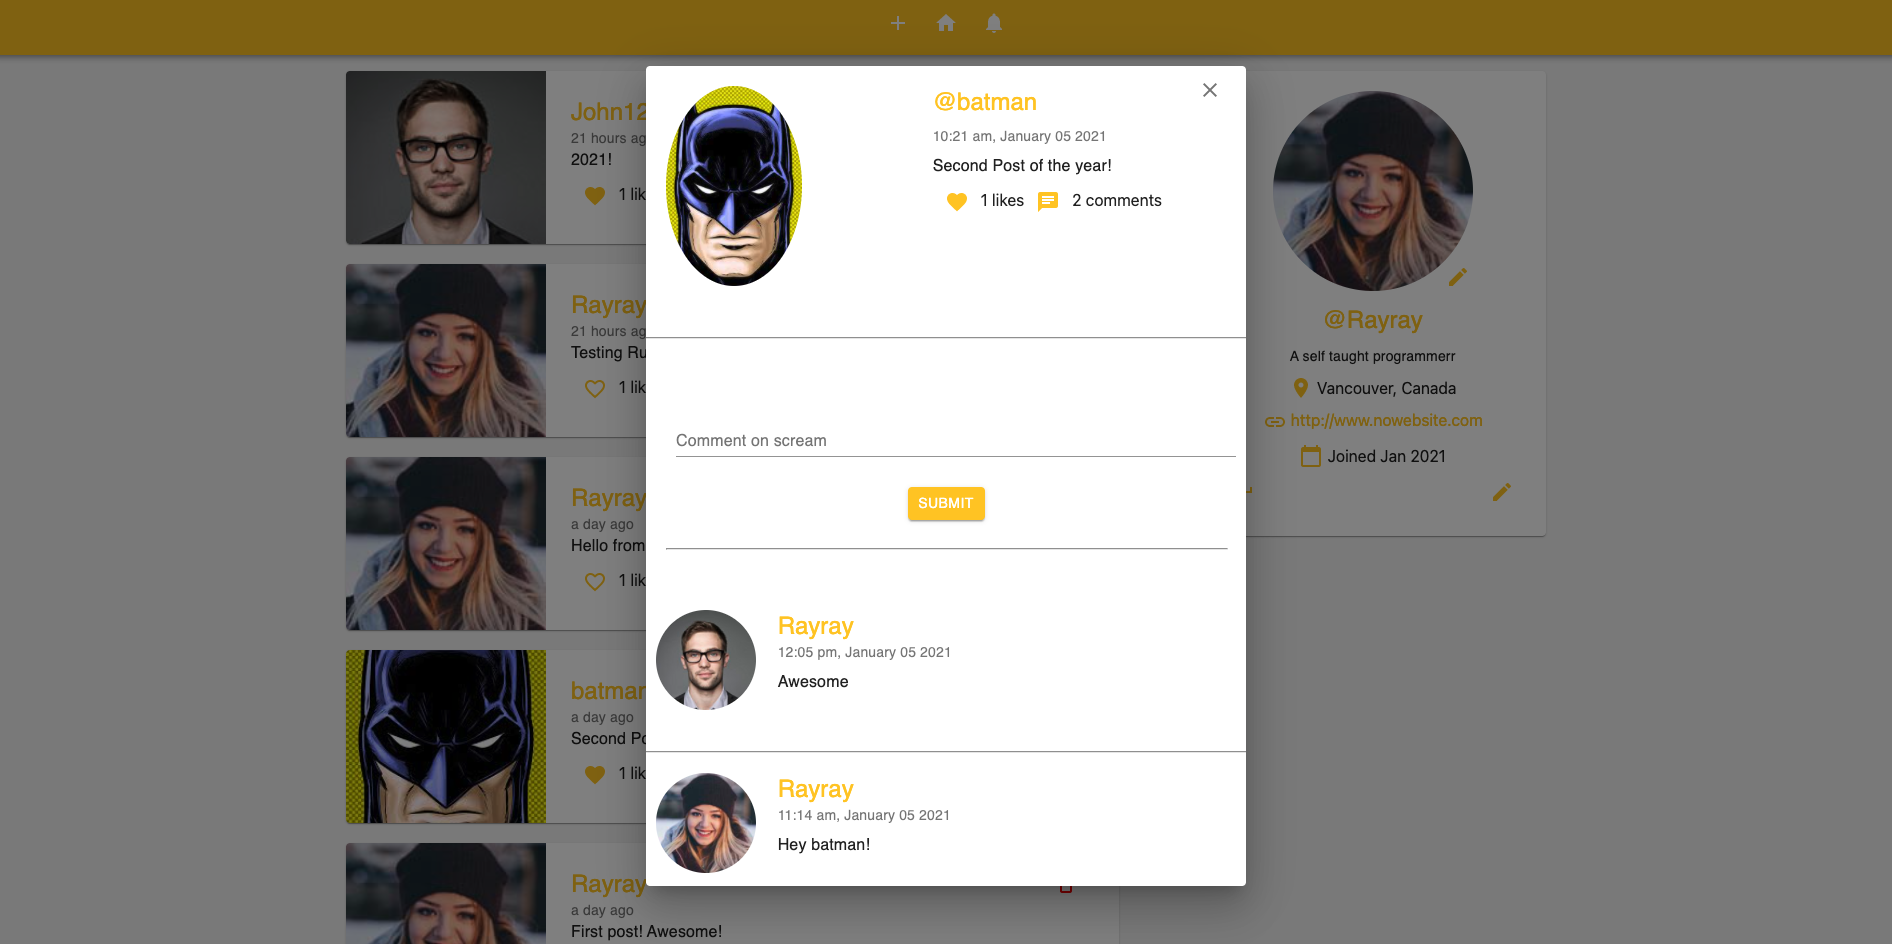 John12
21 hours ag
2021!
1 lik
Rayray
21 hours ag
Testing Ru
1 lik
Rayray
a day ago
Hello from
1 lik
batman
a day ago
Second Po
1 lik
Rayray
a day ago
First post! Awesome!
@batman
10:21 am, January 05 2021
Second Post of the year!
1 likes 2 comments
Comment on scream
SUBMIT
Rayray
12:05 pm, January 05 2021
Awesome
Rayray
11:14 am, January 05 2021
Hey batman!
@Rayray
A self taught programmerr
Vancouver, Canada
http://www.nowebsite.com
Joined Jan 2021